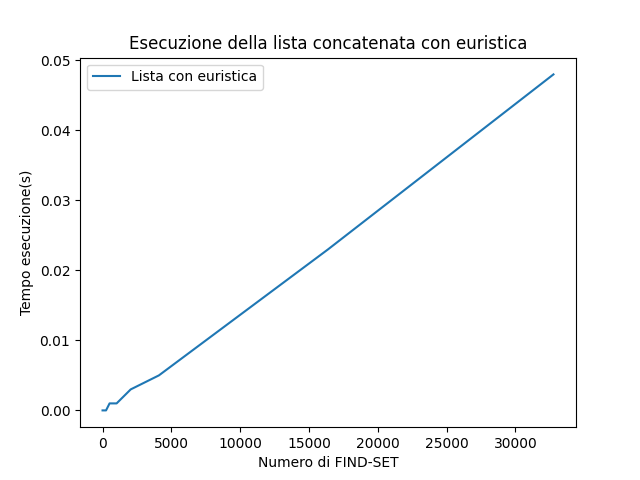 Esecuzione della lista concatenata con euristica
Lista con euristica
0.05
0.04
0.03
0.02
0.01
0.00
Tempo esecuzione(s)
0 5000 10000 15000 20000 25000 30000
Numero di FIND-SET